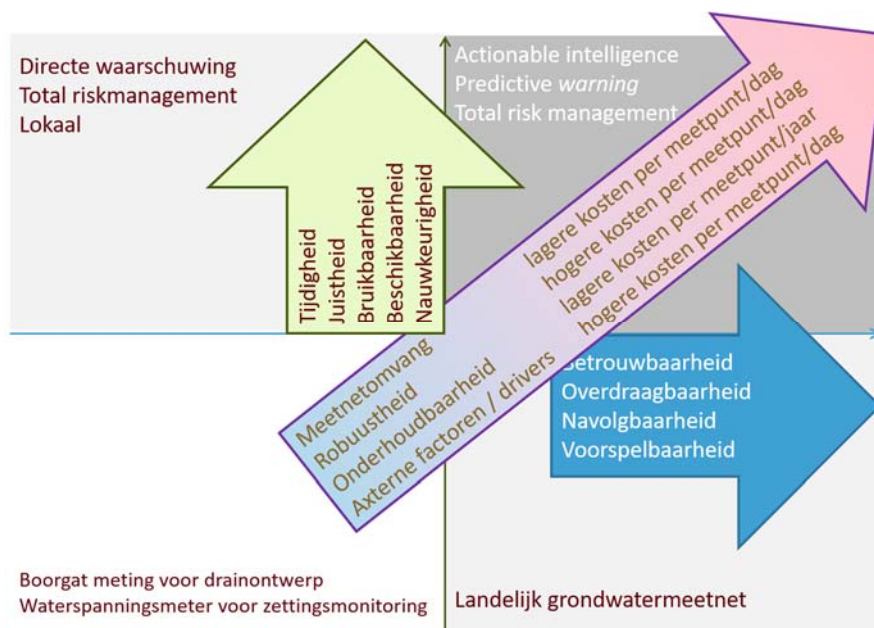 Directe waarschuwing
Total riskmanagement
Lokaal
Actionable intelligence
Predictive warning
Total risk management
Tijdigheid
Juistheid
Bruikbaarheid
Beschikbaarheid
Nauwkeurigheid
Meetnetomvang lagere kosten per meetpunt/dag
Robuustheid hogere kosten per meetpunt/dag
Onderhoudbaarheid lagere kosten per meetpunt/jaar
Axterne factoren / drivers hogere kosten per meetpunt/dag
Betrouwbaarheid
Overdraagbaarheid
Navolgbaarheid
Voorspelbaarheid
Boorgat meting voor drainontwerp
Waterspanningsmeter voor zettingsmonitoring
Landelijk grondwatermeetnet